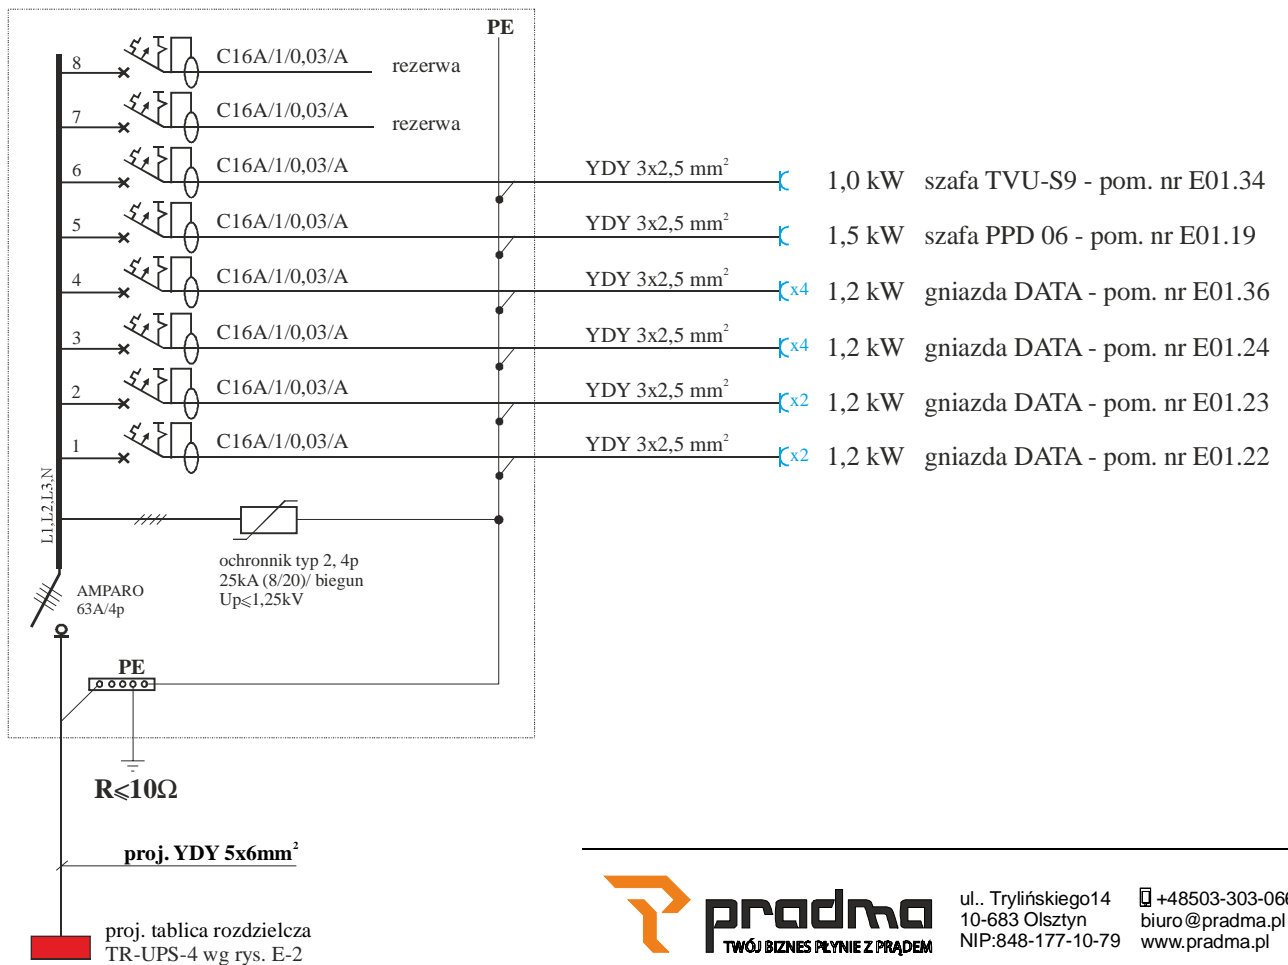 PE
8 C16A/1/0,03/A rezerwa
7 C16A/1/0,03/A rezerwa
6 C16A/1/0,03/A YDY 3x2,5 mm² 1,0 kW szafa TVU-S9 - pom. nr E01.34
5 C16A/1/0,03/A YDY 3x2,5 mm² 1,5 kW szafa PPD 06 - pom. nr E01.19
4 C16A/1/0,03/A YDY 3x2,5 mm² x4 1,2 kW gniazda DATA - pom. nr E01.36
3 C16A/1/0,03/A YDY 3x2,5 mm² x4 1,2 kW gniazda DATA - pom. nr E01.24
2 C16A/1/0,03/A YDY 3x2,5 mm² x2 1,2 kW gniazda DATA - pom. nr E01.23
1 C16A/1/0,03/A YDY 3x2,5 mm² x2 1,2 kW gniazda DATA - pom. nr E01.22
L1,L2,L3,N
ochronnik typ 2, 4p
25kA (8/20)/ biegun
Up⩽1,25kV
AMPARO
63A/4p
PE
R⩽10Ω
proj. YDY 5x6mm²
proj. tablica rozdzielcza
TR-UPS-4 wg rys. E-2
pradma
TWÓJ BIZNES PŁYNIE Z PRĄDEM
ul.. Trylińskiego14
10-683 Olsztyn
NIP:848-177-10-79
+48503-303-066
biuro@pradma.pl
www.pradma.pl